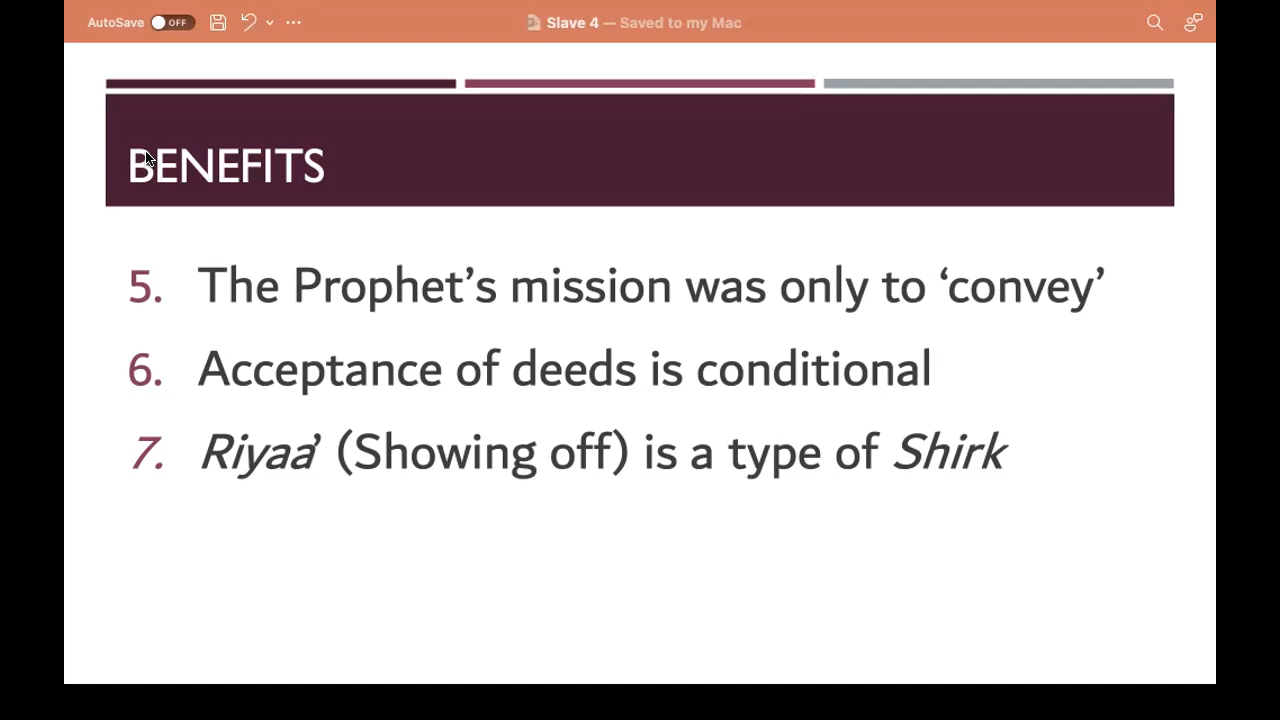 AutoSave OFF
Slave 4 — Saved to my Mac
BENEFITS
5. The Prophet’s mission was only to ‘convey’
6. Acceptance of deeds is conditional
7. Riyaa’ (Showing off) is a type of Shirk